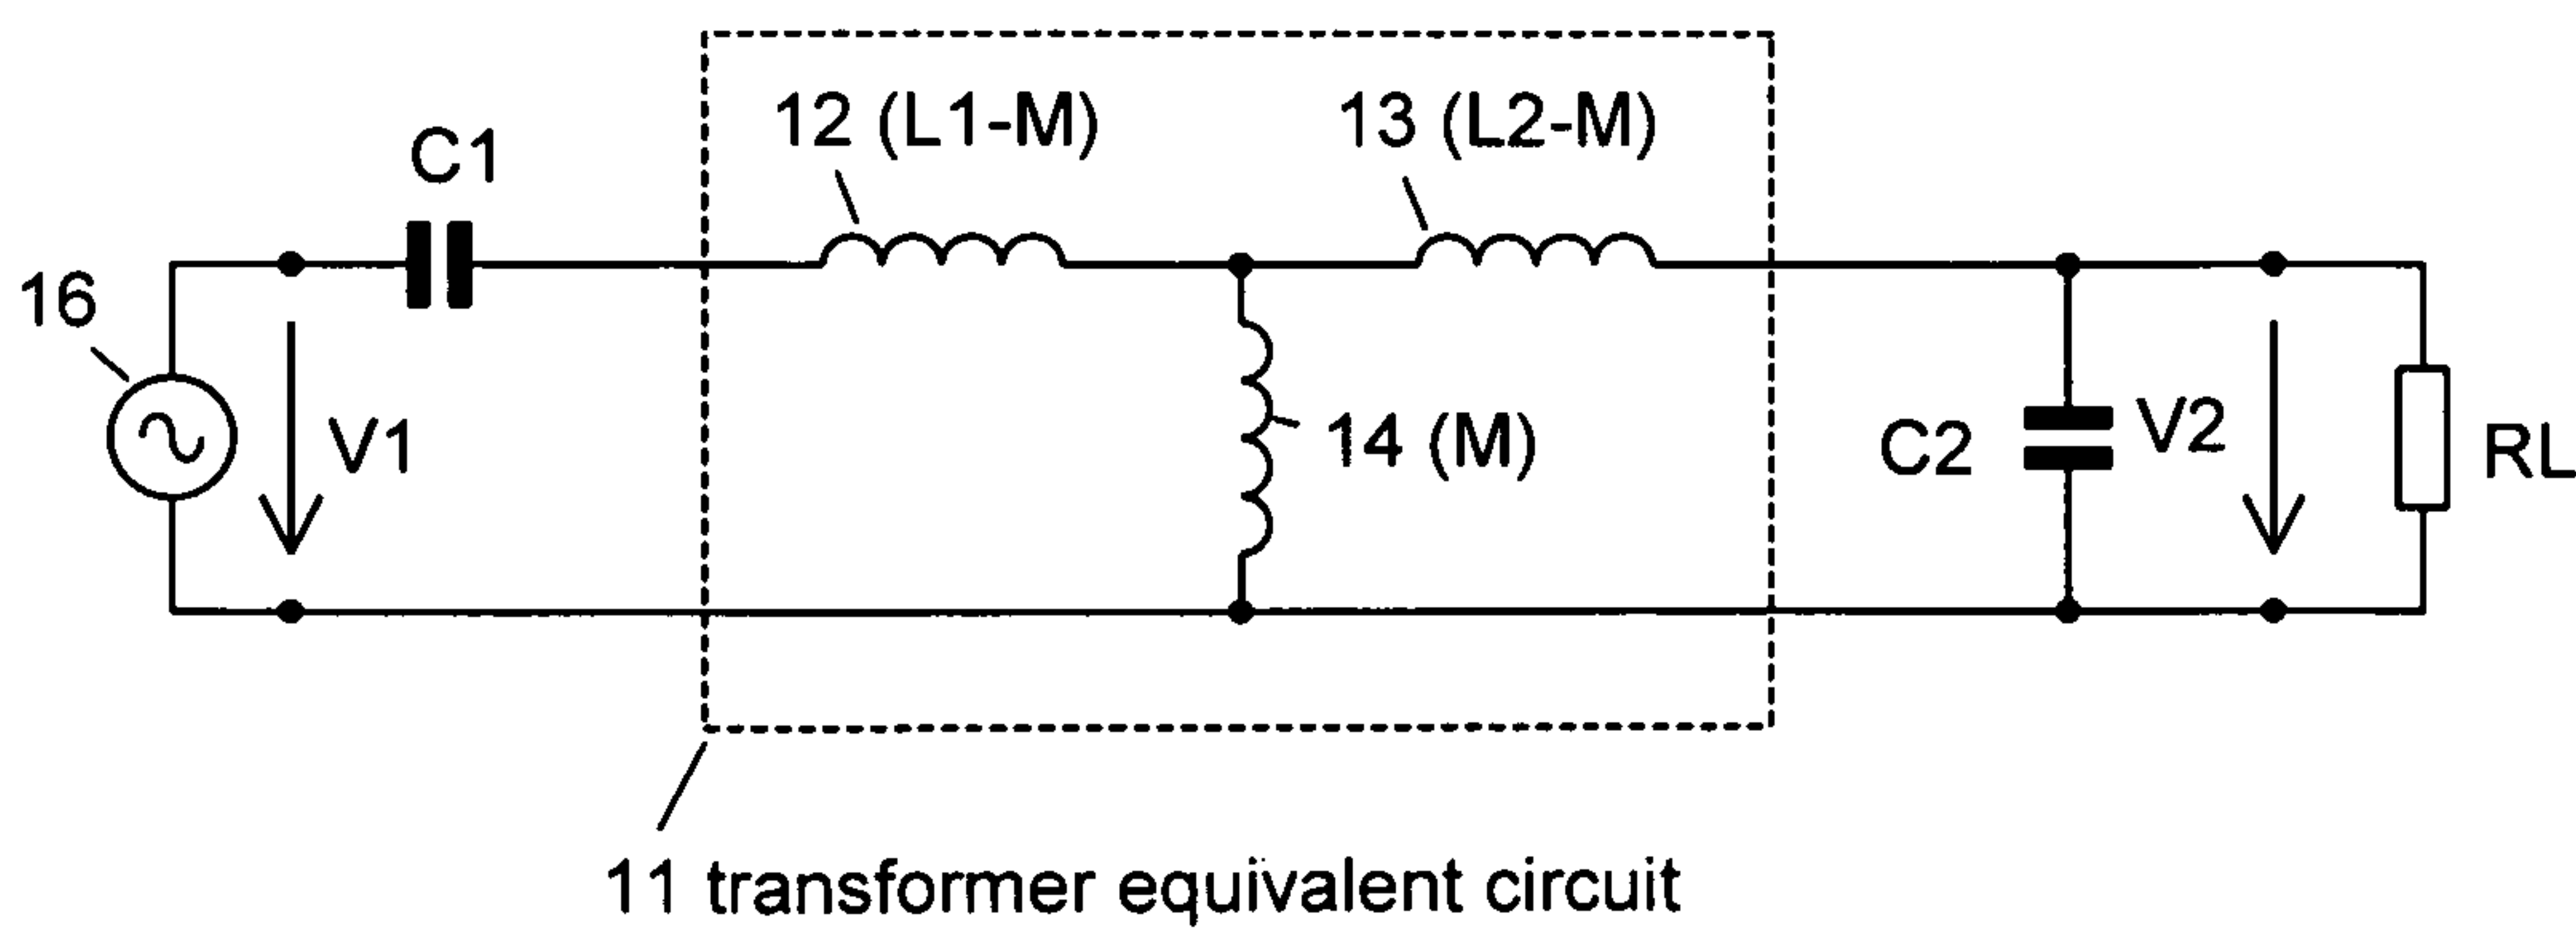 12 (L1-M)
13 (L2-M)
C1
16
V1
14 (M)
C2
V2
RL
11 transformer equivalent circuit